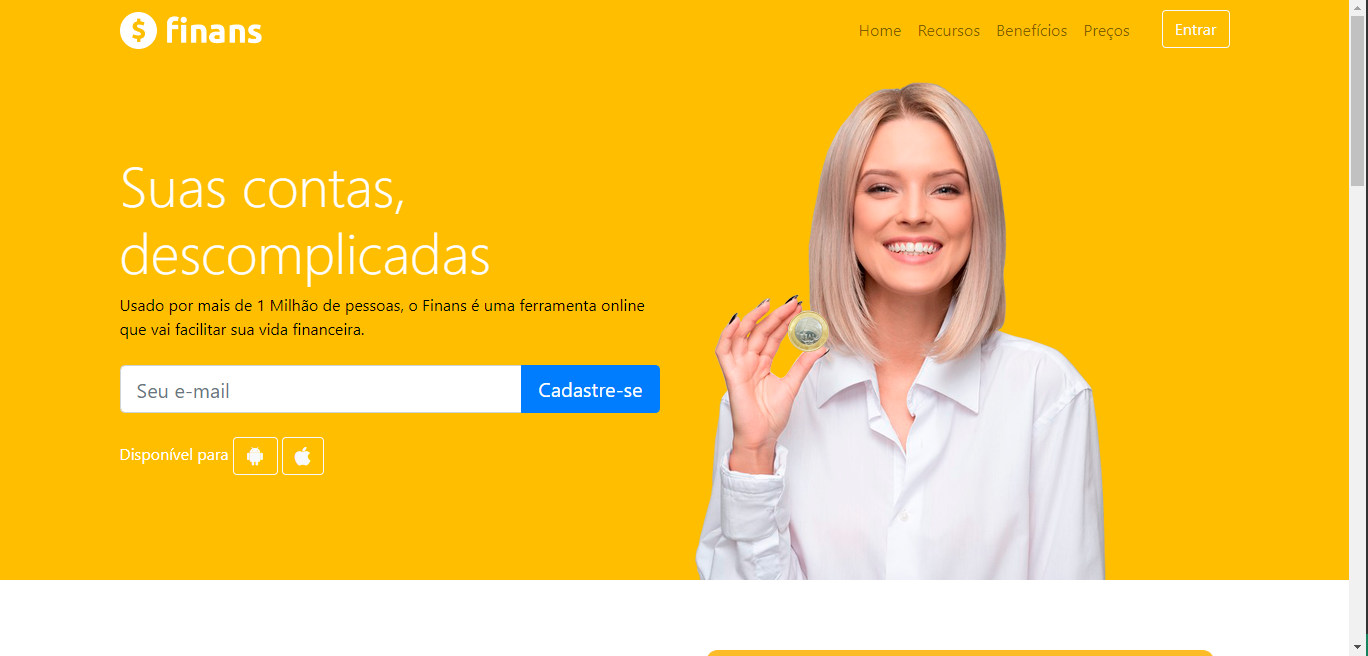 finans
Home Recursos Benefícios Preços Entrar
Suas contas,
descomplicadas
Usado por mais de 1 Milhão de pessoas, o Finans é uma ferramenta online
que vai facilitar sua vida financeira.
Seu e-mail Cadastre-se
Disponível para